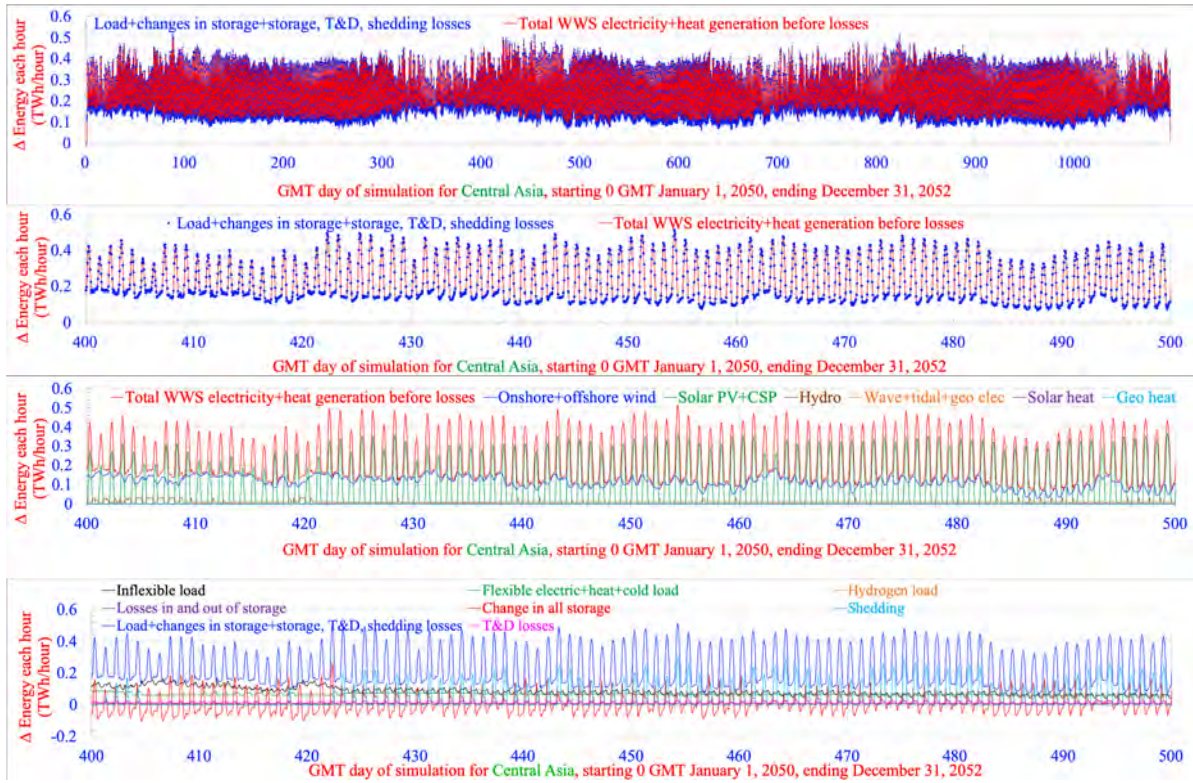 Load+changes in storage+storage, T&D, shedding losses Total WWS electricity+heat generation before losses
Δ Energy each hour
(TWh/hour)
0.6
0.5
0.4
0.3
0.2
0.1
0
0 100 200 300 400 500 600 700 800 900 1000
GMT day of simulation for Central Asia, starting 0 GMT January 1, 2050, ending December 31, 2052
Load+changes in storage+storage, T&D, shedding losses Total WWS electricity+heat generation before losses
Δ Energy each hour
(TWh/hour)
0.6
0.4
0.2
0
400 410 420 430 440 450 460 470 480 490 500
GMT day of simulation for Central Asia, starting 0 GMT January 1, 2050, ending December 31, 2052
Total WWS electricity+heat generation before losses Onshore+offshore wind Solar PV+CSP Hydro Wave+tidal+geo elec Solar heat Geo heat
Δ Energy each hour
(TWh/hour)
0.6
0.5
0.4
0.3
0.2
0.1
0
400 410 420 430 440 450 460 470 480 490 500
GMT day of simulation for Central Asia, starting 0 GMT January 1, 2050, ending December 31, 2052
Inflexible load Flexible electric+heat+cold load Hydrogen load
Losses in and out of storage Change in all storage Shedding
Load+changes in storage+storage, T&D, shedding losses T&D losses
Δ Energy each hour
(TWh/hour)
0.6
0.4
0.2
0
-0.2
400 410 420 430 440 450 460 470 480 490 500
GMT day of simulation for Central Asia, starting 0 GMT January 1, 2050, ending December 31, 2052